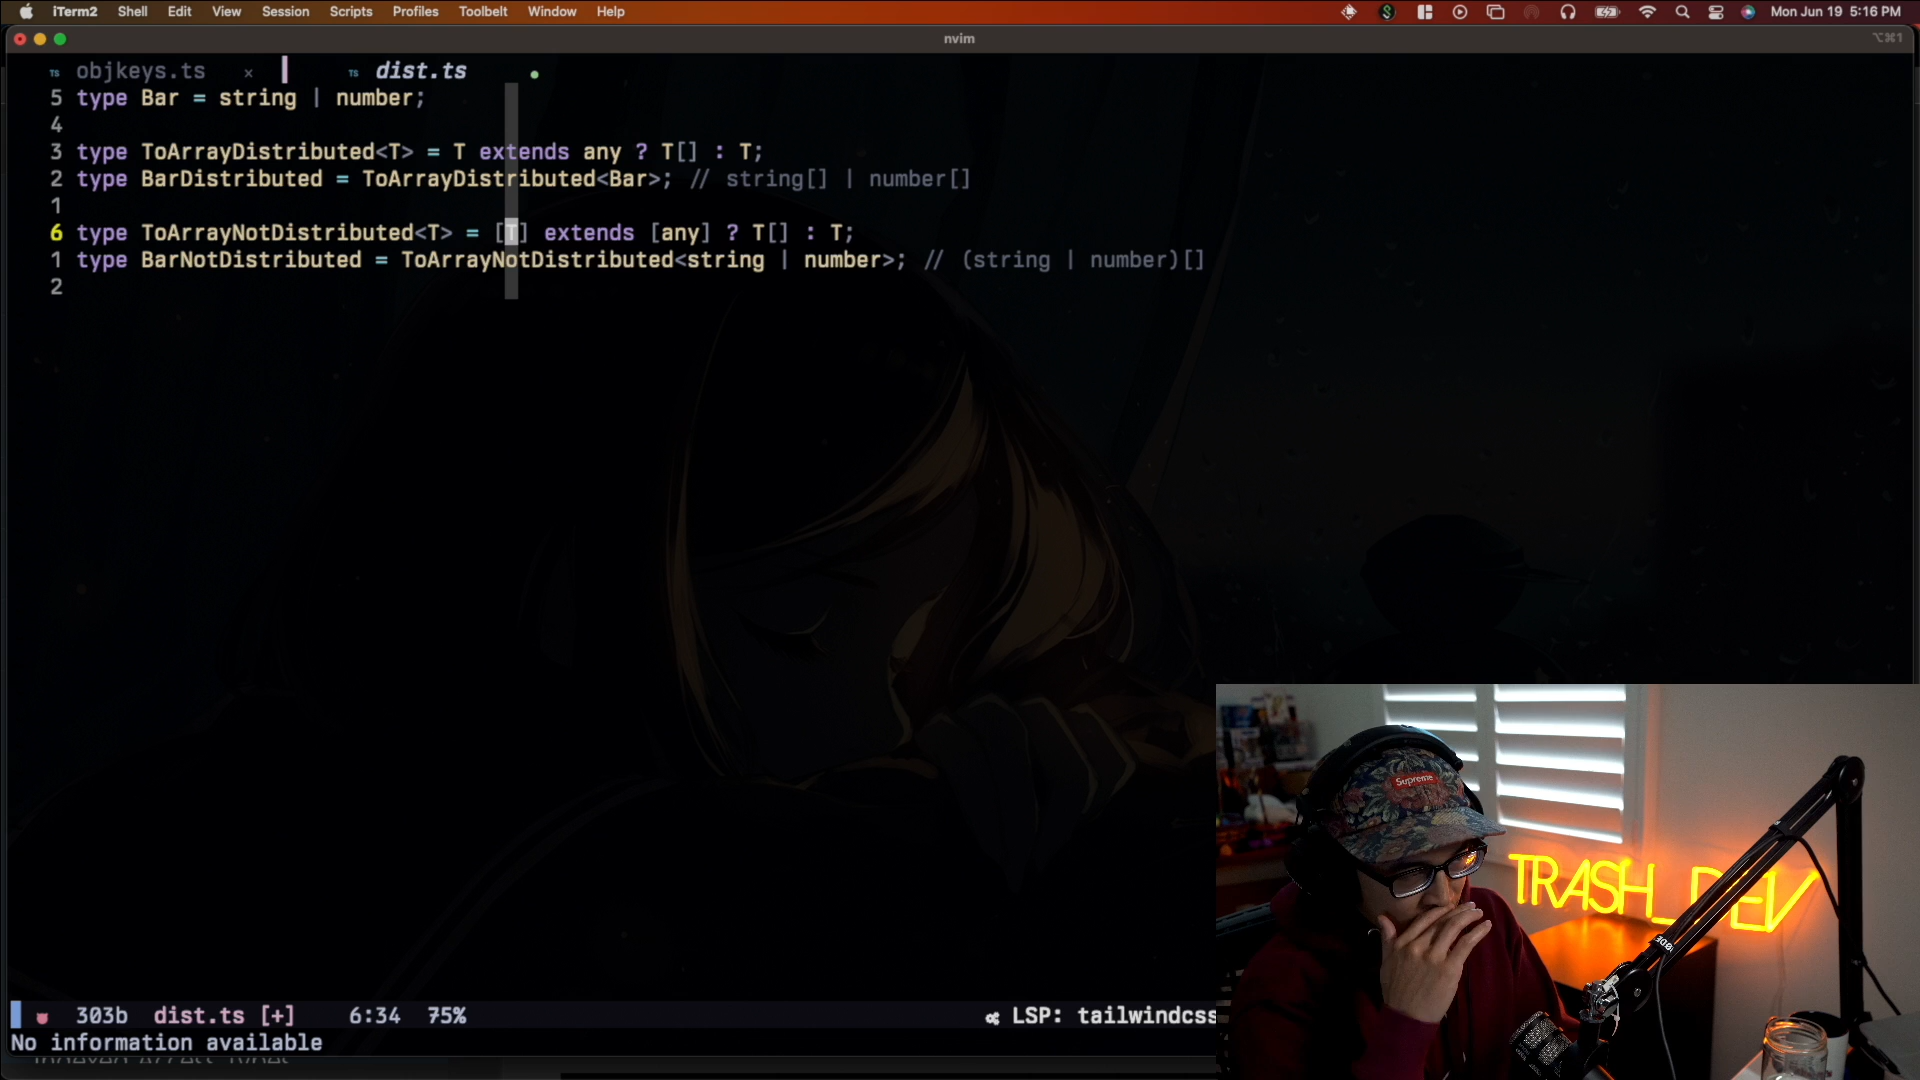 iTerm2 Shell Edit View Session Scripts Profiles Toolbelt Window Help Mon Jun 19 5:16 PM
nvim ⌥⌘1
TS objkeys.ts × TS dist.ts
5 type Bar = string | number;
4
3 type ToArrayDistributed<T> = T extends any ? T[] : T;
2 type BarDistributed = ToArrayDistributed<Bar>; // string[] | number[]
1
6 type ToArrayNotDistributed<T> = [T] extends [any] ? T[] : T;
1 type BarNotDistributed = ToArrayNotDistributed<string | number>; // (string | number)[]
2
Supreme
TRASH_DEV
303b dist.ts [+] 6:34 75% LSP: tailwindcss
No information available